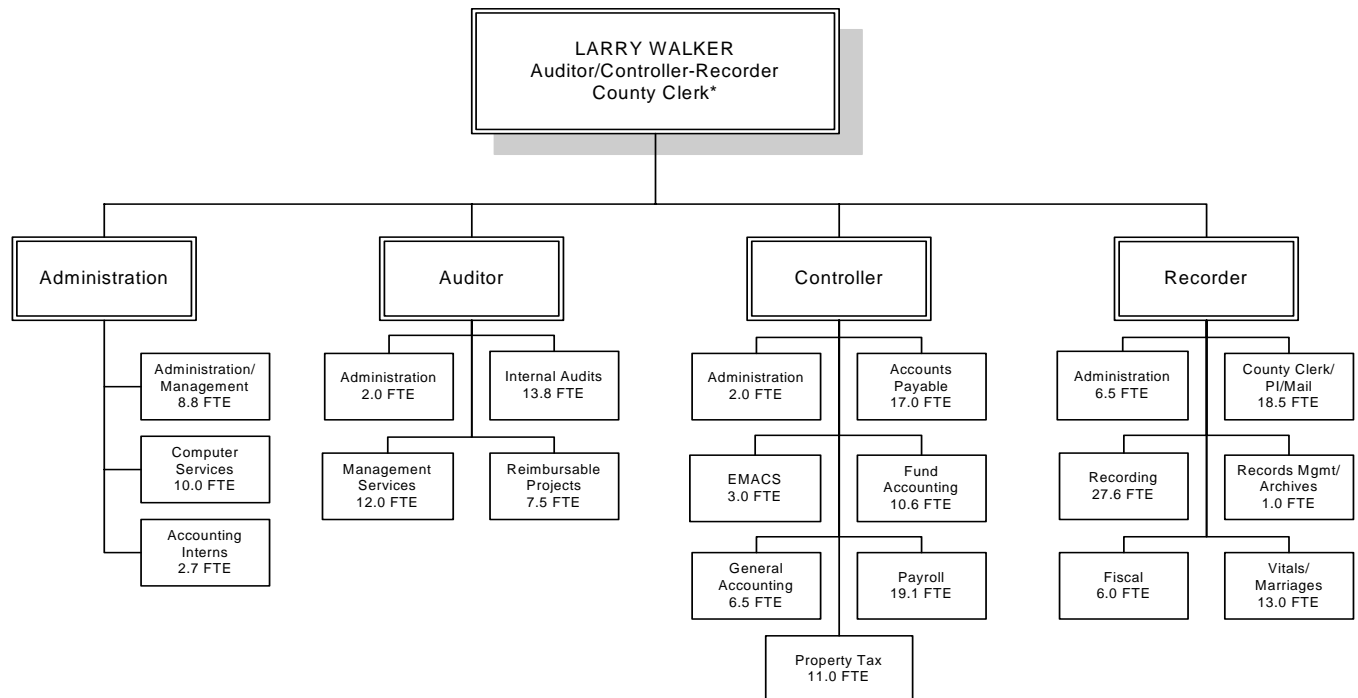 LARRY WALKER
Auditor/Controller-Recorder
County Clerk*
Administration
Auditor
Controller
Recorder
Administration/
Management
8.8 FTE
Computer
Services
10.0 FTE
Accounting
Interns
2.7 FTE
Administration
2.0 FTE
Internal Audits
13.8 FTE
Management
Services
12.0 FTE
Reimbursable
Projects
7.5 FTE
Administration
2.0 FTE
Accounts
Payable
17.0 FTE
EMACS
3.0 FTE
Fund
Accounting
10.6 FTE
General
Accounting
6.5 FTE
Payroll
19.1 FTE
Property Tax
11.0 FTE
Administration
6.5 FTE
County Clerk/
PI/Mail
18.5 FTE
Recording
27.6 FTE
Records Mgmt/
Archives
1.0 FTE
Fiscal
6.0 FTE
Vitals/
Marriages
13.0 FTE